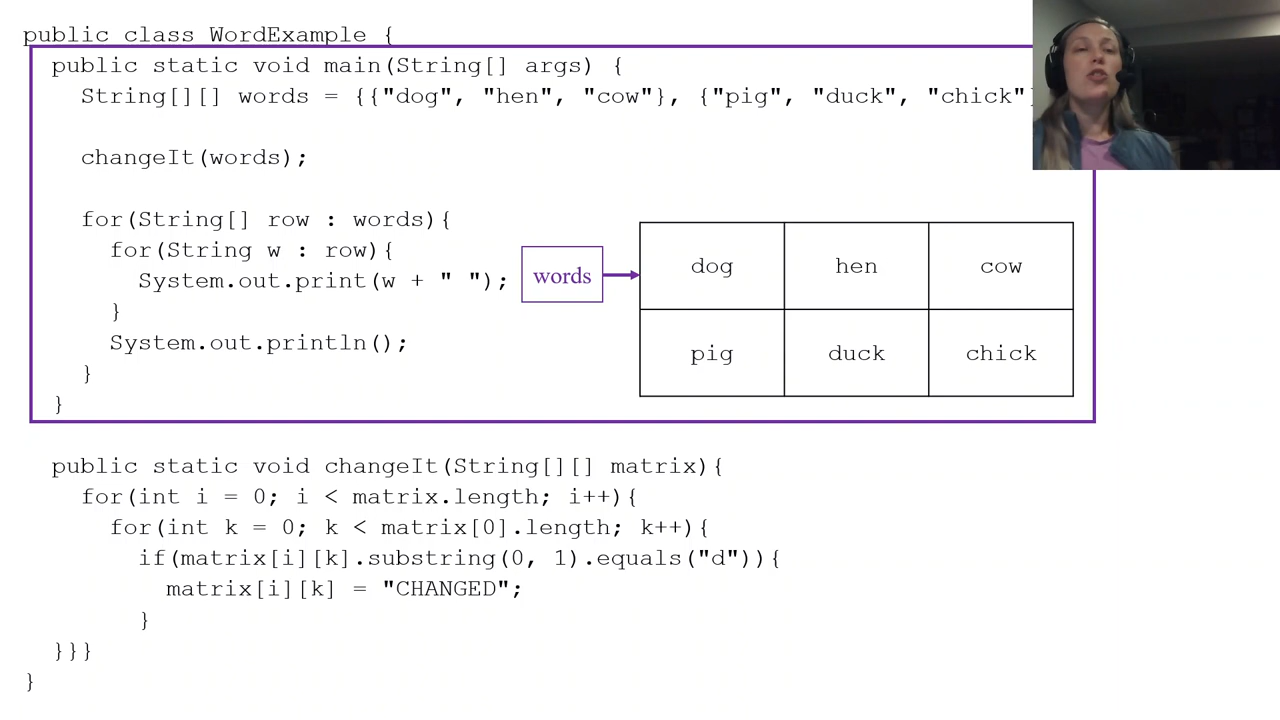 public class WordExample {
public static void main(String[] args) {
String[][] words = {{"dog", "hen", "cow"}, {"pig", "duck", "chick"
changeIt(words);
for(String[] row : words){
for(String w : row){
System.out.print(w + " ");
}
System.out.println();
}
}
words
dog hen cow
pig duck chick
public static void changeIt(String[][] matrix){
for(int i = 0; i < matrix.length; i++){
for(int k = 0; k < matrix[0].length; k++){
if(matrix[i][k].substring(0, 1).equals("d")){
matrix[i][k] = "CHANGED";
}
}}}
}